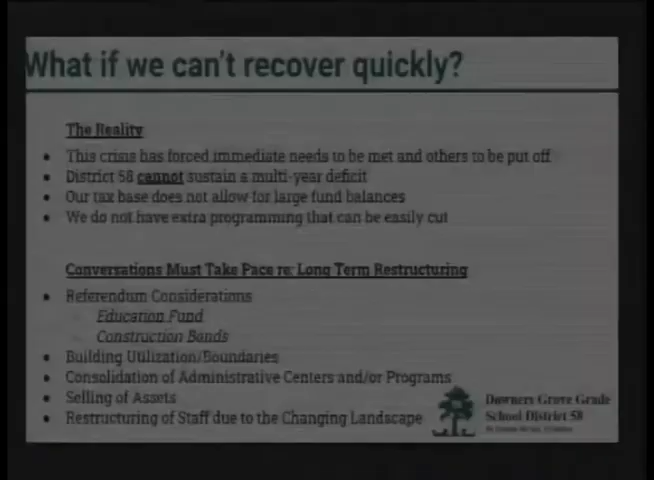 What if we can't recover quickly?
The Reality
• This crisis has forced immediate needs to be met and others to be put off
• District 58 cannot sustain a multi-year deficit
• Our tax base does not allow for large fund balances
• We do not have extra programming that can be easily cut
Conversations Must Take Pace re: Long Term Restructuring
• Referendum Considerations
Education Fund
Construction Bands
• Building Utilization/Boundaries
• Consolidation of Administrative Centers and/or Programs
• Selling of Assets
• Restructuring of Staff due to the Changing Landscape
Downers Grove Grade
School District 58